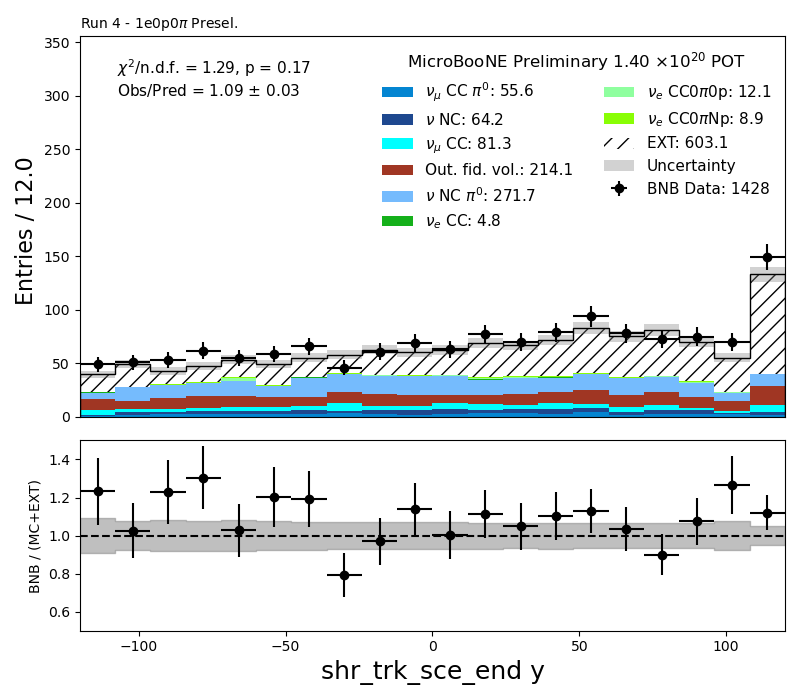 Run 4 - 1e0p0π Presel.
χ²/n.d.f. = 1.29, p = 0.17
Obs/Pred = 1.09 ± 0.03
MicroBooNE Preliminary 1.40 ×10²⁰ POT
ν_μ CC π⁰: 55.6
ν NC: 64.2
ν_μ CC: 81.3
Out. fid. vol.: 214.1
ν NC π⁰: 271.7
ν_e CC: 4.8
ν_e CC0π0p: 12.1
ν_e CC0πNp: 8.9
EXT: 603.1
Uncertainty
BNB Data: 1428
Entries / 12.0
350
300
250
200
150
100
50
0
BNB / (MC+EXT)
1.4
1.2
1.0
0.8
0.6
−100
−50
0
50
100
shr_trk_sce_end y